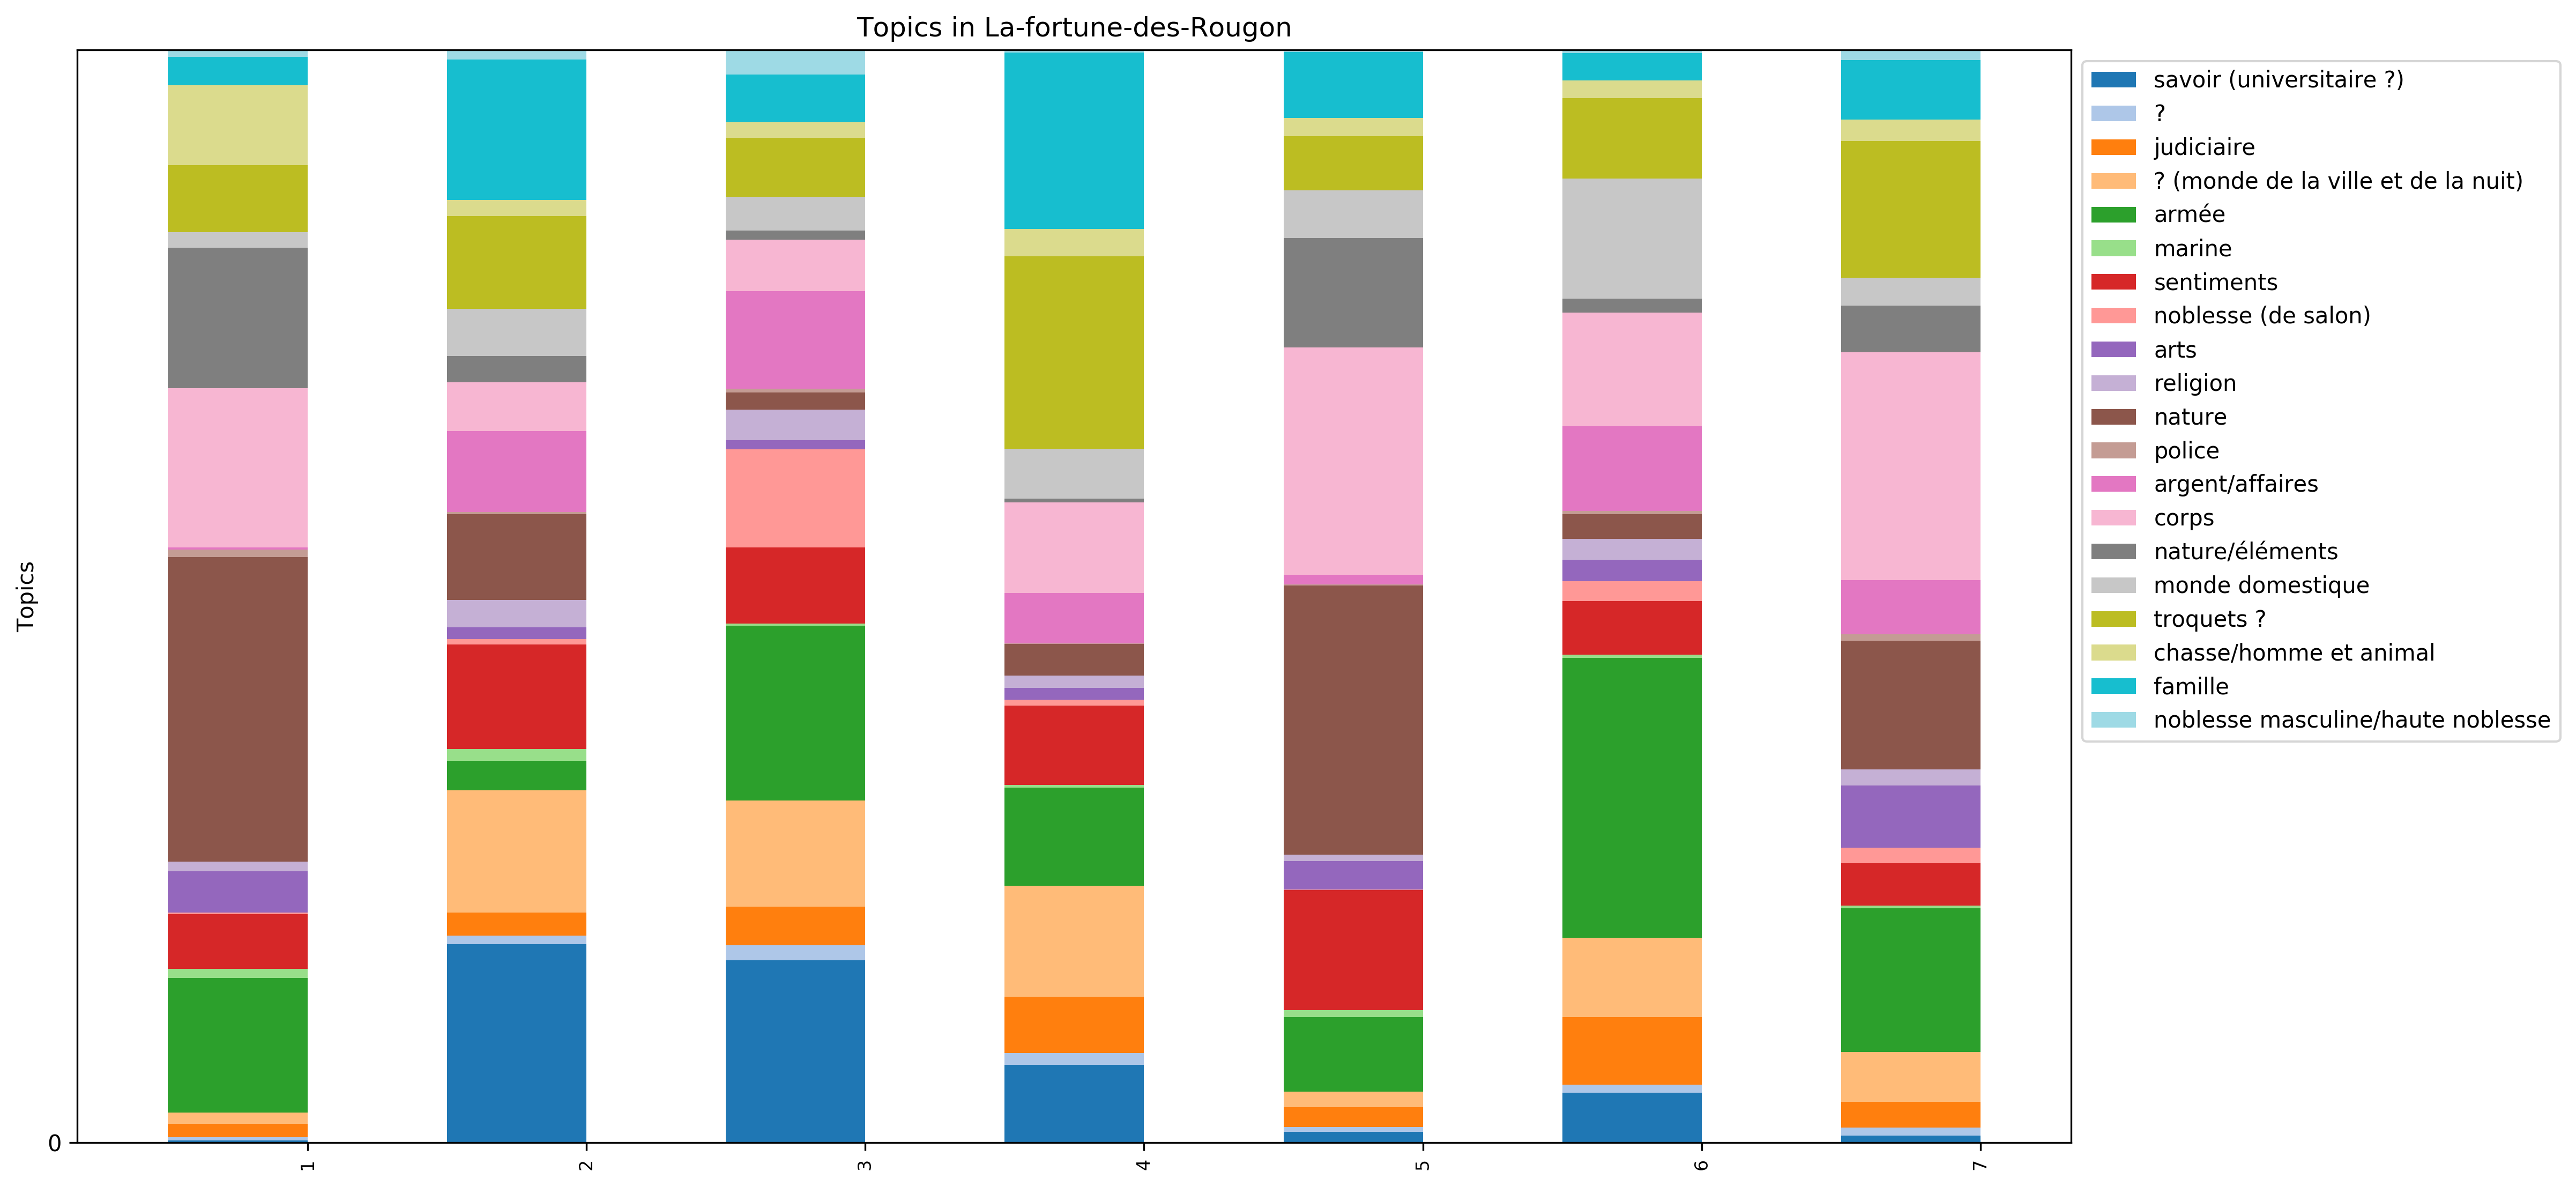 Topics in La-fortune-des-Rougon
Topics
0
1
2
3
4
5
6
7
savoir (universitaire ?)
?
judiciaire
? (monde de la ville et de la nuit)
armée
marine
sentiments
noblesse (de salon)
arts
religion
nature
police
argent/affaires
corps
nature/éléments
monde domestique
troquets ?
chasse/homme et animal
famille
noblesse masculine/haute noblesse